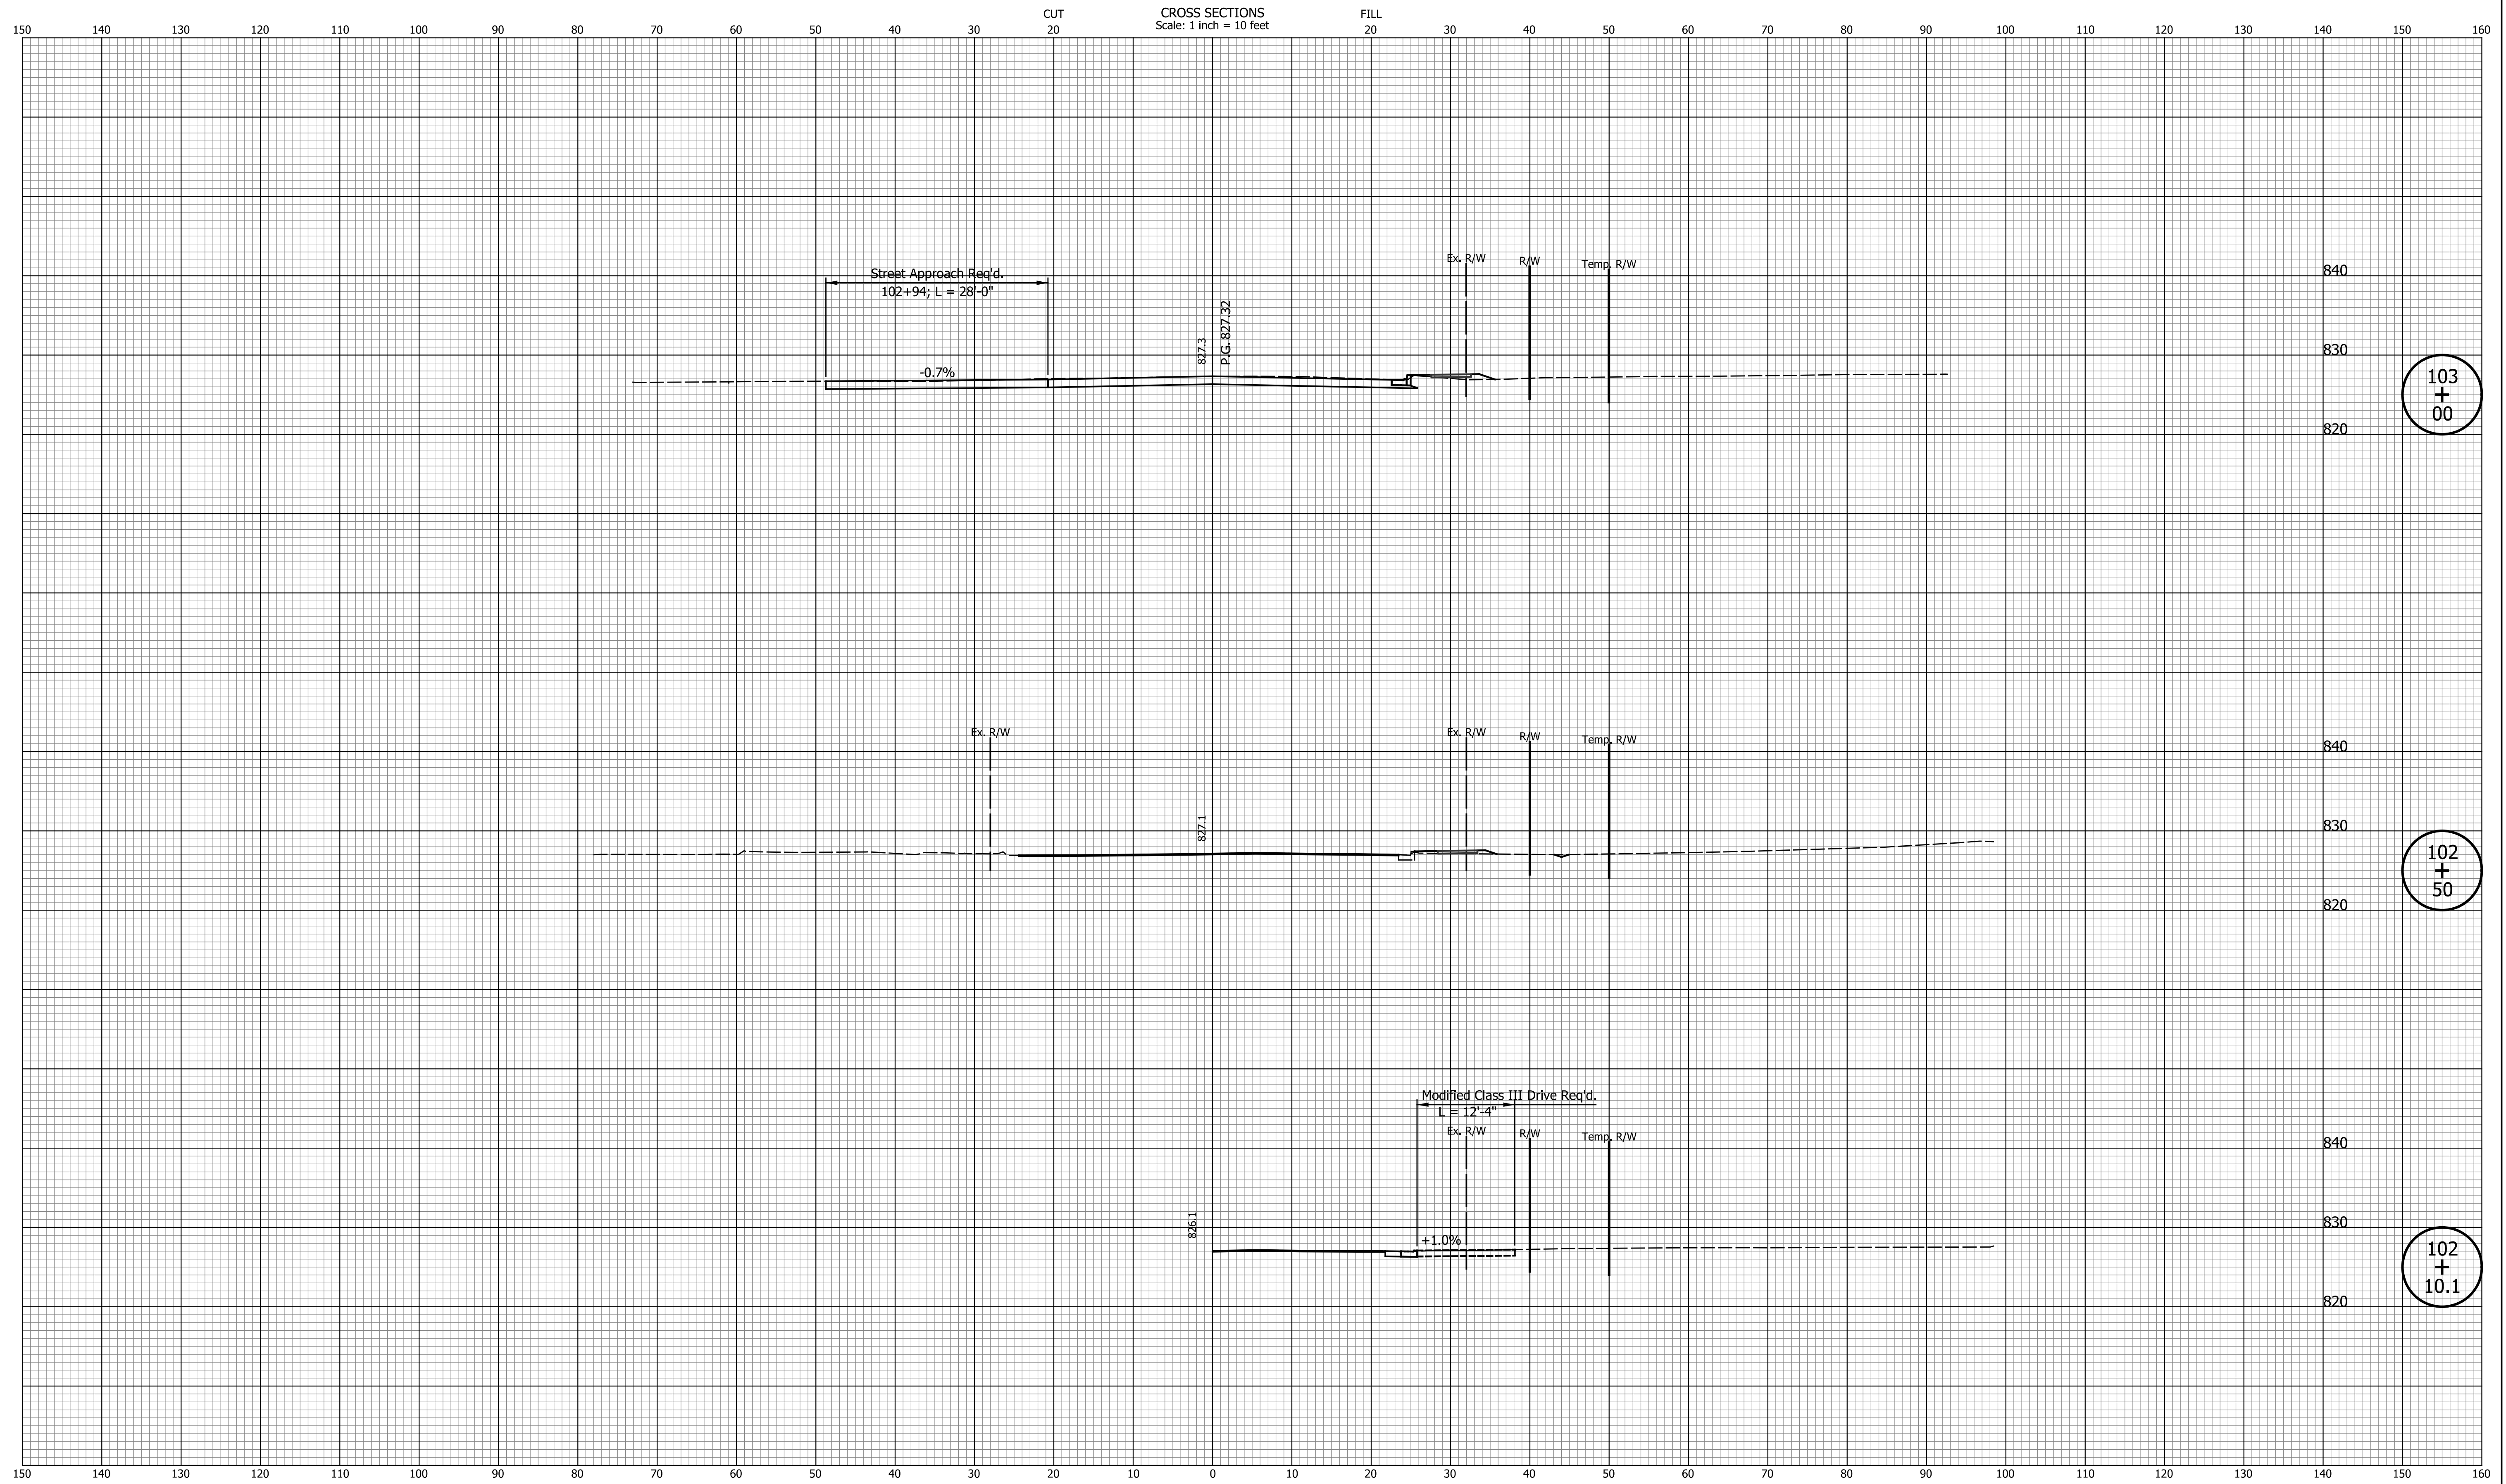 CUT CROSS SECTIONS FILL
Scale: 1 inch = 10 feet
150 140 130 120 110 100 90 80 70 60 50 40 30 20 20 30 40 50 60 70 80 90 100 110 120 130 140 150 160
Ex. R/W R/W Temp. R/W
Street Approach Req'd.
102+94; L = 28'-0"
840
827.3
P.G. 827.32
830
-0.7%
103
+
00
820
Ex. R/W Ex. R/W R/W Temp. R/W
840
827.1
830
102
+
50
820
Modified Class III Drive Req'd.
L = 12'-4"
Ex. R/W R/W Temp. R/W
840
826.1
830
+1.0%
102
+
10.1
820
150 140 130 120 110 100 90 80 70 60 50 40 30 20 10 0 10 20 30 40 50 60 70 80 90 100 110 120 130 140 150 160